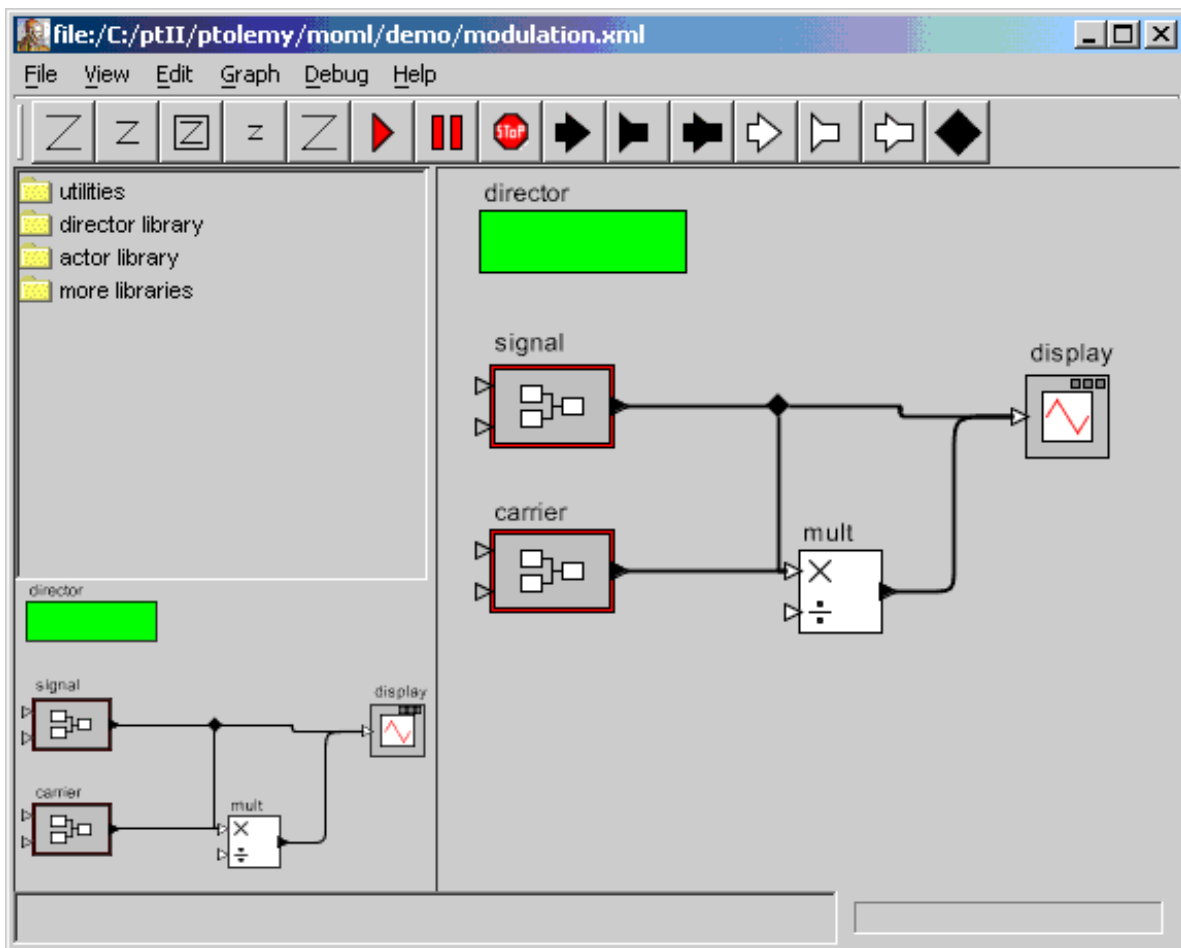 file:/C:/ptII/ptolemy/moml/demo/modulation.xml
File View Edit Graph Debug Help
Z Z Z Z Z STOP
utilities
director library
actor library
more libraries
director
signal
display
carrier
mult
director
signal
display
carrier
mult